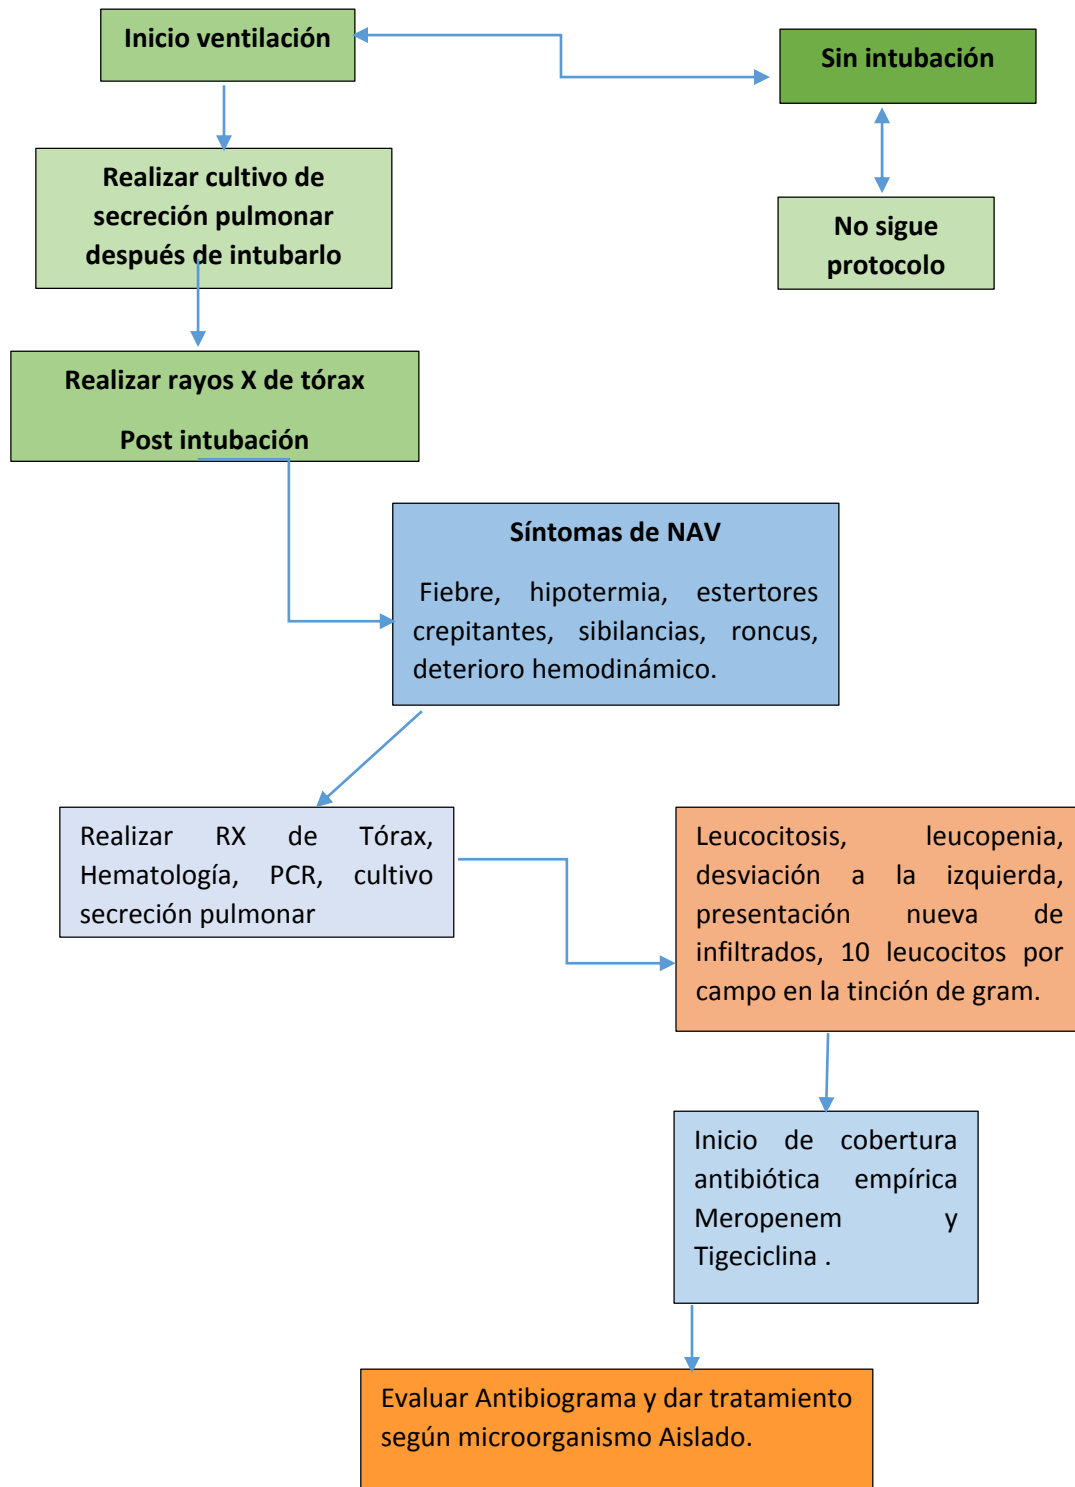 Inicio ventilación
Sin intubación
Realizar cultivo de
secreción pulmonar
después de intubarlo
No sigue
protocolo
Realizar rayos X de tórax
Post intubación
Síntomas de NAV
Fiebre, hipotermia, estertores
crepitantes, sibilancias, roncus,
deterioro hemodinámico.
Realizar RX de Tórax,
Hematología, PCR, cultivo
secreción pulmonar
Leucocitosis, leucopenia,
desviación a la izquierda,
presentación nueva de
infiltrados, 10 leucocitos por
campo en la tinción de gram.
Inicio de cobertura
antibiótica empírica
Meropenem y
Tigeciclina .
Evaluar Antibiograma y dar tratamiento
según microorganismo Aislado.